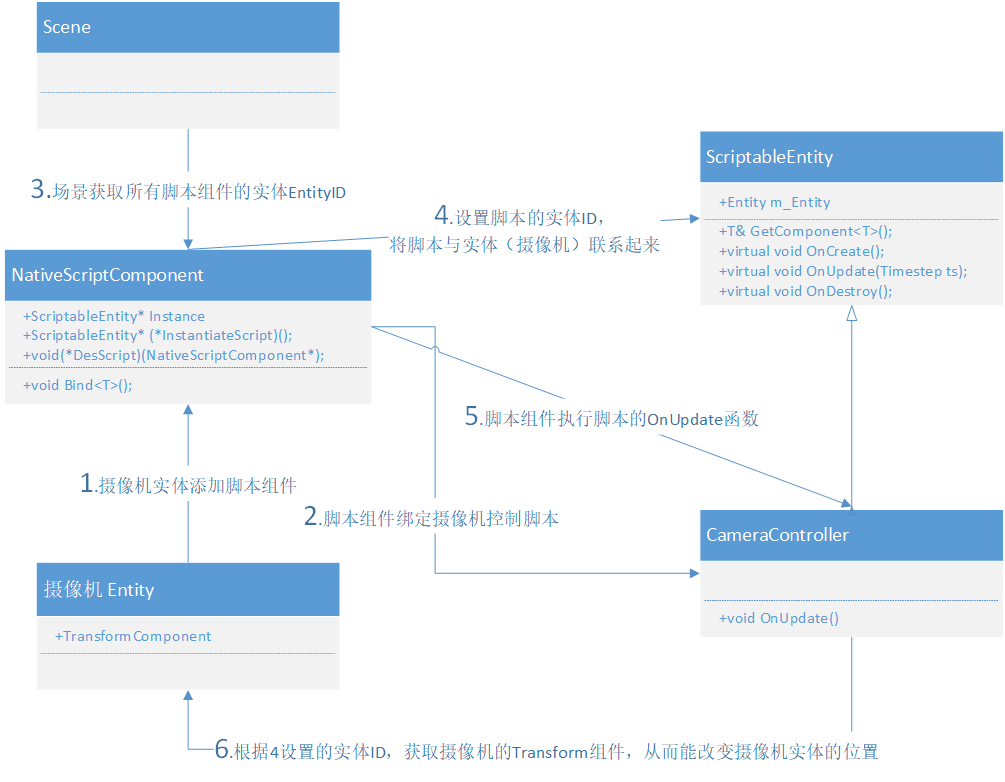 Scene
3.场景获取所有脚本组件的实体EntityID
ScriptableEntity
+Entity m_Entity
+T& GetComponent<T>();
+virtual void OnCreate();
+virtual void OnUpdate(Timestep ts);
+virtual void OnDestroy();
4.设置脚本的实体ID，
将脚本与实体（摄像机）联系起来
NativeScriptComponent
+ScriptableEntity* Instance
+ScriptableEntity* (*InstantiateScript)();
+void(*DesScript)(NativeScriptComponent*);
+void Bind<T>();
5.脚本组件执行脚本的OnUpdate函数
1.摄像机实体添加脚本组件
2.脚本组件绑定摄像机控制脚本
CameraController
+void OnUpdate()
摄像机 Entity
+TransformComponent
6.根据4设置的实体ID，获取摄像机的Transform组件，从而能改变摄像机实体的位置